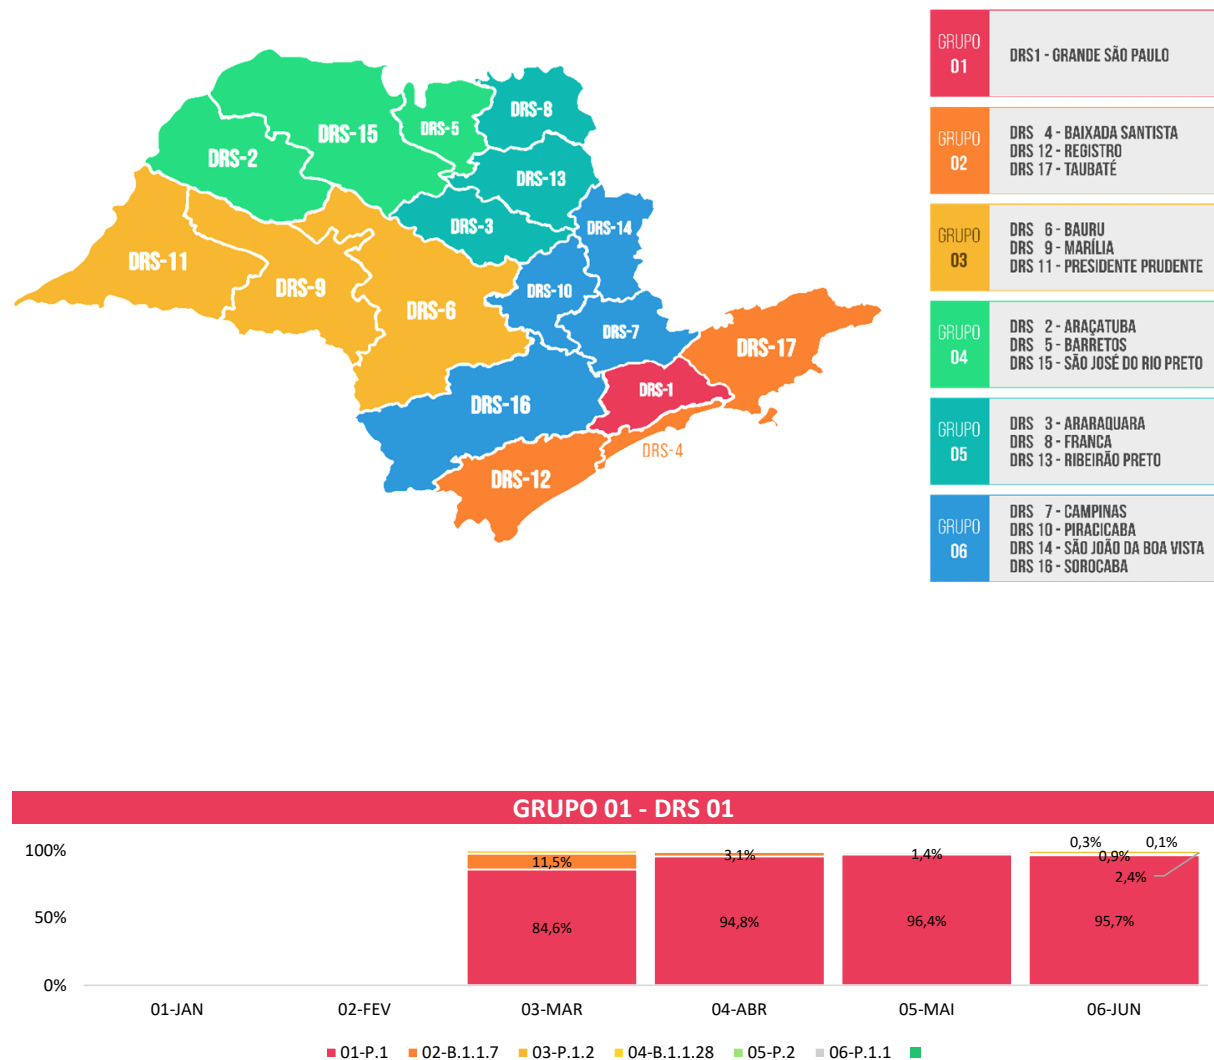 DRS-8
DRS-15
DRS-5
DRS-2
DRS-13
DRS-3
DRS-14
DRS-11
DRS-9
DRS-10
DRS-6
DRS-7
DRS-17
DRS-1
DRS-16
DRS-4
DRS-12
GRUPO
01
DRS1 - GRANDE SÃO PAULO
GRUPO
02
DRS 4 - BAIXADA SANTISTA
DRS 12 - REGISTRO
DRS 17 - TAUBATÉ
GRUPO
03
DRS 6 - BAURU
DRS 9 - MARÍLIA
DRS 11 - PRESIDENTE PRUDENTE
GRUPO
04
DRS 2 - ARAÇATUBA
DRS 5 - BARRETOS
DRS 15 - SÃO JOSÉ DO RIO PRETO
GRUPO
05
DRS 3 - ARARAQUARA
DRS 8 - FRANCA
DRS 13 - RIBEIRÃO PRETO
GRUPO
06
DRS 7 - CAMPINAS
DRS 10 - PIRACICABA
DRS 14 - SÃO JOÃO DA BOA VISTA
DRS 16 - SOROCABA
GRUPO 01 - DRS 01
100%
50%
0%
11,5%
84,6%
3,1%
94,8%
1,4%
96,4%
0,3%
0,1%
0,9%
2,4%
95,7%
01-JAN
02-FEV
03-MAR
04-ABR
05-MAI
06-JUN
01-P.1 02-B.1.1.7 03-P.1.2 04-B.1.1.28 05-P.2 06-P.1.1